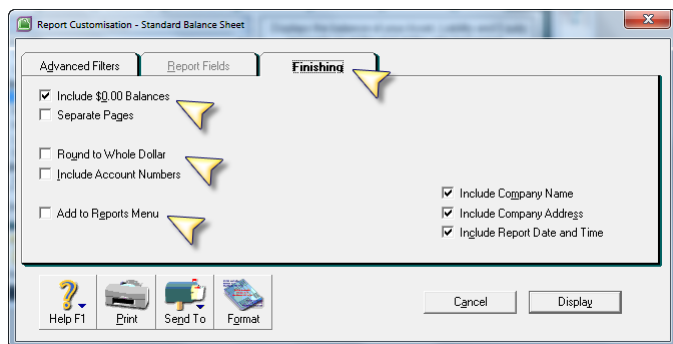 Report Customisation - Standard Balance Sheet
Advanced Filters Report Fields Finishing
Include $0.00 Balances
Separate Pages
Round to Whole Dollar
Include Account Numbers
Include Company Name
Add to Reports Menu Include Company Address
Include Report Date and Time
Help F1 Print Send To Format Cancel Display